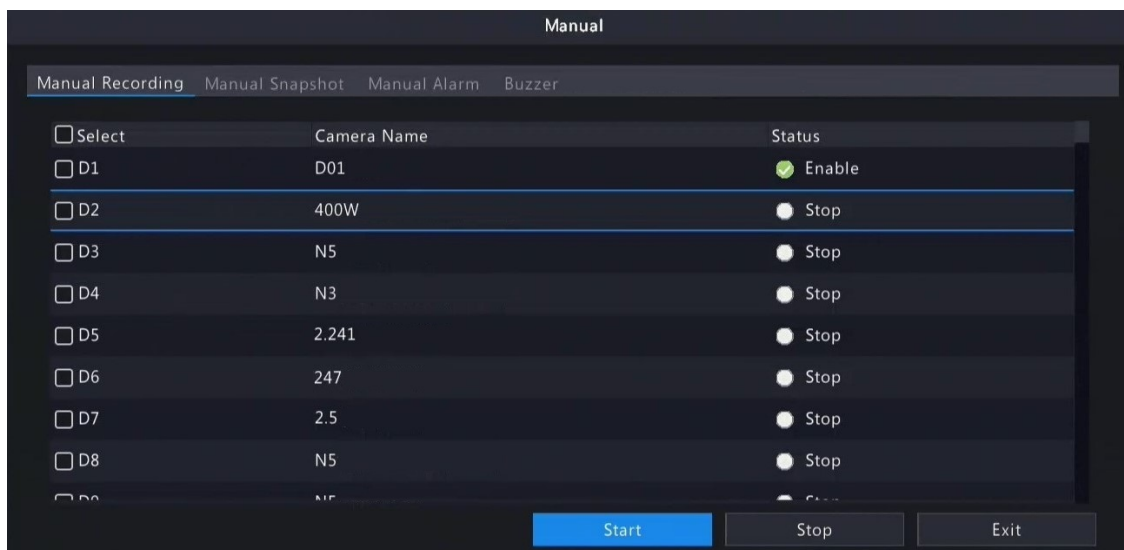 Manual
Manual Recording Manual Snapshot Manual Alarm Buzzer
Select Camera Name Status
D1 D01 Enable
D2 400W Stop
D3 N5 Stop
D4 N3 Stop
D5 2.241 Stop
D6 247 Stop
D7 2.5 Stop
D8 N5 Stop
Start Stop Exit